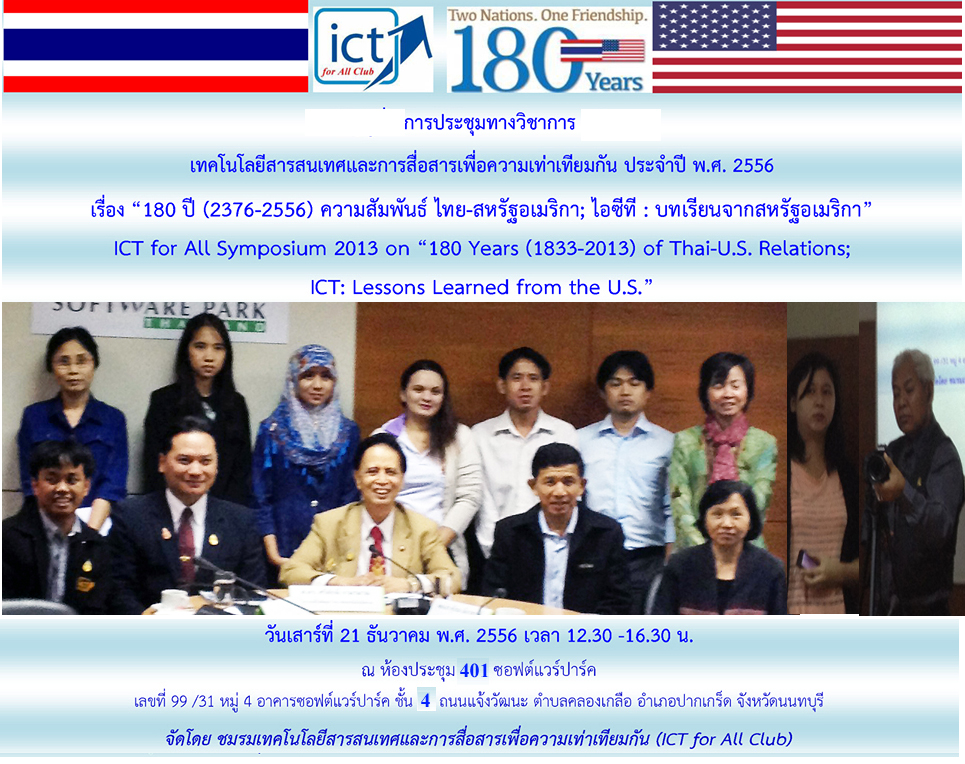 ict
for All Club
Two Nations. One Friendship.
180
Years
การประชุมทางวิชาการ
เทคโนโลยีสารสนเทศและการสื่อสารเพื่อความเท่าเทียมกัน ประจำปี พ.ศ. 2556
เรื่อง “180 ปี (2376-2556) ความสัมพันธ์ ไทย-สหรัฐอเมริกา; ไอซีที : บทเรียนจากสหรัฐอเมริกา”
ICT for All Symposium 2013 on “180 Years (1833-2013) of Thai-U.S. Relations;
ICT: Lessons Learned from the U.S.”
SOFTWARE PARK
THAILAND
วันเสาร์ที่ 21 ธันวาคม พ.ศ. 2556 เวลา 12.30 -16.30 น.
ณ ห้องประชุม 401 ซอฟต์แวร์ปาร์ค
เลขที่ 99 /31 หมู่ 4 อาคารซอฟต์แวร์ปาร์ค ชั้น 4 ถนนแจ้งวัฒนะ ตำบลคลองเกลือ อำเภอปากเกร็ด จังหวัดนนทบุรี
จัดโดย ชมรมเทคโนโลยีสารสนเทศและการสื่อสารเพื่อความเท่าเทียมกัน (ICT for All Club)